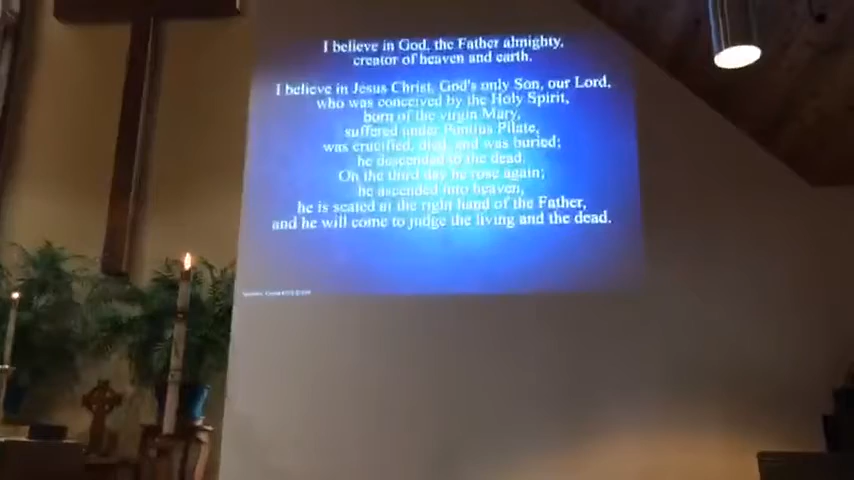 I believe in God, the Father almighty,
creator of heaven and earth.
I believe in Jesus Christ, God's only Son, our Lord,
who was conceived by the Holy Spirit,
born of the virgin Mary,
suffered under Pontius Pilate,
was crucified, died, and was buried;
he descended to the dead.
On the third day he rose again;
he ascended into heaven,
he is seated at the right hand of the Father,
and he will come to judge the living and the dead.